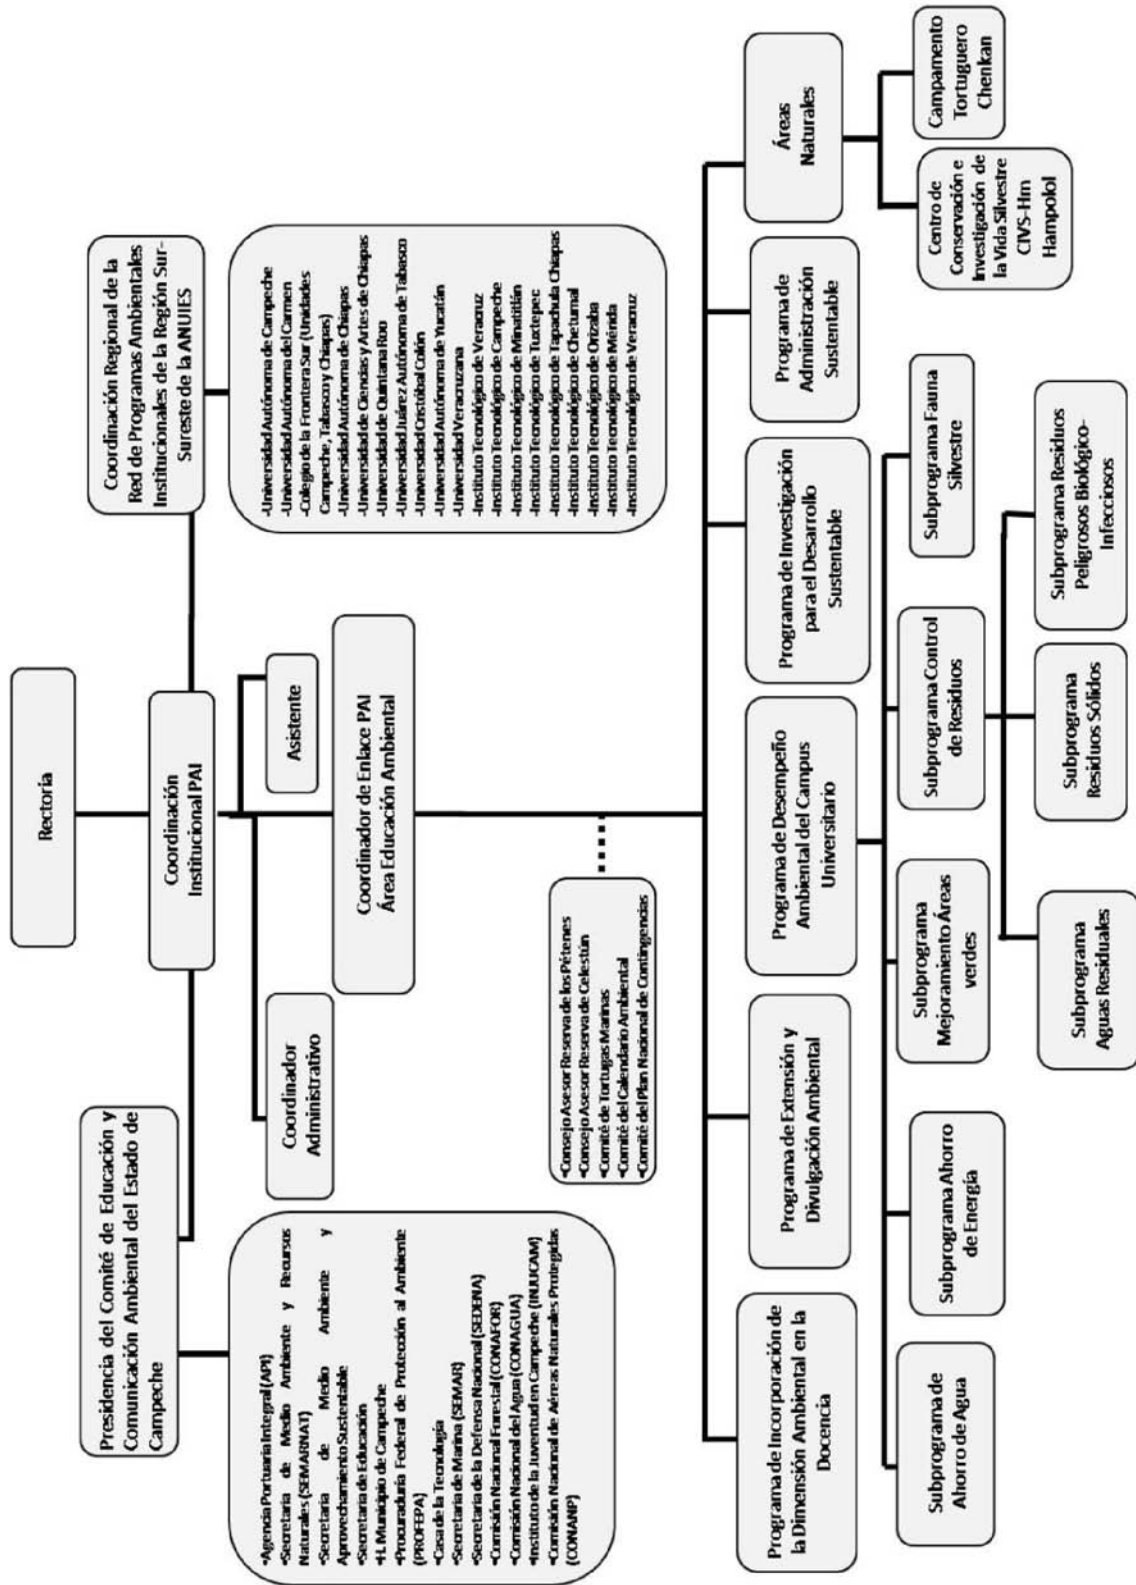 Rectoría
Presidencia del Comité de Educación y
Comunicación Ambiental del Estado de
Campeche
Coordinación
Institucional PAI
Coordinación Regional de la
Red de Programas Ambientales
Institucionales de la Región Sur-
Sureste de la ANUIES
•Agencia Portuaria Integral (API)
•Secretaria de Medio Ambiente y Recursos
Naturales (SEMARNAT)
•Secretaria de Medio Ambiente y
Aprovechamiento Sustentable
•Secretaria de Educación
•H. Municipio de Campeche
•Procuraduría Federal de Protección al Ambiente
(PROFEPA)
•Casa de la Tecnología
•Secretaria de Marina (SEMAR)
•Secretaria de la Defensa Nacional (SEDENA)
•Comisión Nacional Forestal (CONAFOR)
•Comisión Nacional del Agua (CONAGUA)
•Instituto de la Juventud en Campeche (INJUCAM)
•Comisión Nacional de Aéreas Naturales Protegidas
(CONANP)
Coordinador
Administrativo
Asistente
-Universidad Autónoma de Campeche
-Universidad Autónoma del Carmen
-Colegio de la Frontera Sur (Unidades
Campeche, Tabasco y Chiapas)
-Universidad Autónoma de Chiapas
-Universidad de Ciencias y Artes de Chiapas
-Universidad de Quintana Roo
-Universidad Juárez Autónoma de Tabasco
-Universidad Cristóbal Colón
-Universidad Autónoma de Yucatán
-Universidad Veracruzana
-Instituto Tecnológico de Veracruz
-Instituto Tecnológico de Campeche
-Instituto Tecnológico de Minatitlán
-Instituto Tecnológico de Tuxtepec
-Instituto Tecnológico de Tapachula Chiapas
-Instituto Tecnológico de Chetumal
-Instituto Tecnológico de Orizaba
-Instituto Tecnológico de Mérida
-Instituto Tecnológico de Veracruz
Coordinador de Enlace PAI
Área Educación Ambiental
•Consejo Asesor Reserva de los Pétenes
•Consejo Asesor Reserva de Celestún
•Comité de Tortugas Marinas
•Comité del Calendario Ambiental
•Comité del Plan Nacional de Contingencias
Programa de Incorporación de
la Dimensión Ambiental en la
Docencia
Programa de Extensión y
Divulgación Ambiental
Programa de Desempeño
Ambiental del Campus
Universitario
Programa de Investigación
para el Desarrollo
Sustentable
Programa de
Administración
Sustentable
Áreas
Naturales
Subprograma de
Ahorro de Agua
Subprograma Ahorro
de Energía
Subprograma
Mejoramiento Áreas
verdes
Subprograma Control
de Residuos
Subprograma Fauna
Silvestre
Centro de
Conservación e
Investigación de
la Vida Silvestre
CIVS-Hm
Hampolol
Campamento
Tortuguero
Chenkan
Subprograma
Aguas Residuales
Subprograma
Residuos Sólidos
Subprograma Residuos
Peligrosos Biológico-
Infecciosos